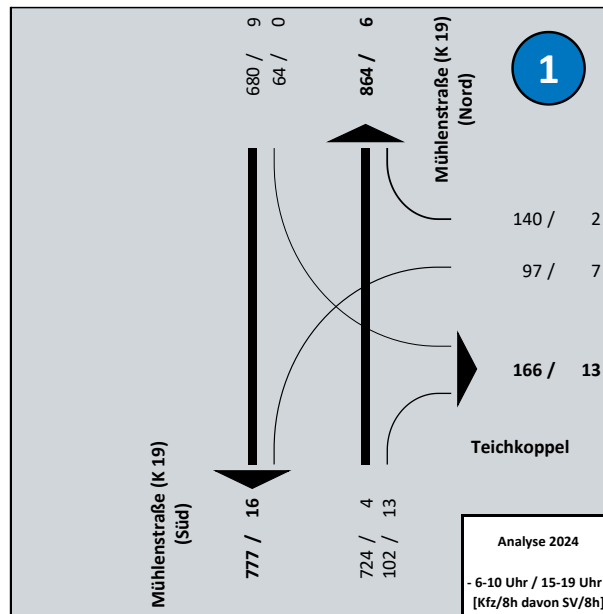 680 / 9
64 / 0
864 / 6
Mühlenstraße (K 19)
(Nord)
1
140 / 2
97 / 7
166 / 13
Teichkoppel
Mühlenstraße (K 19)
(Süd)
777 / 16
724 / 4
102 / 13
Analyse 2024
- 6-10 Uhr / 15-19 Uhr
[Kfz/8h davon SV/8h]